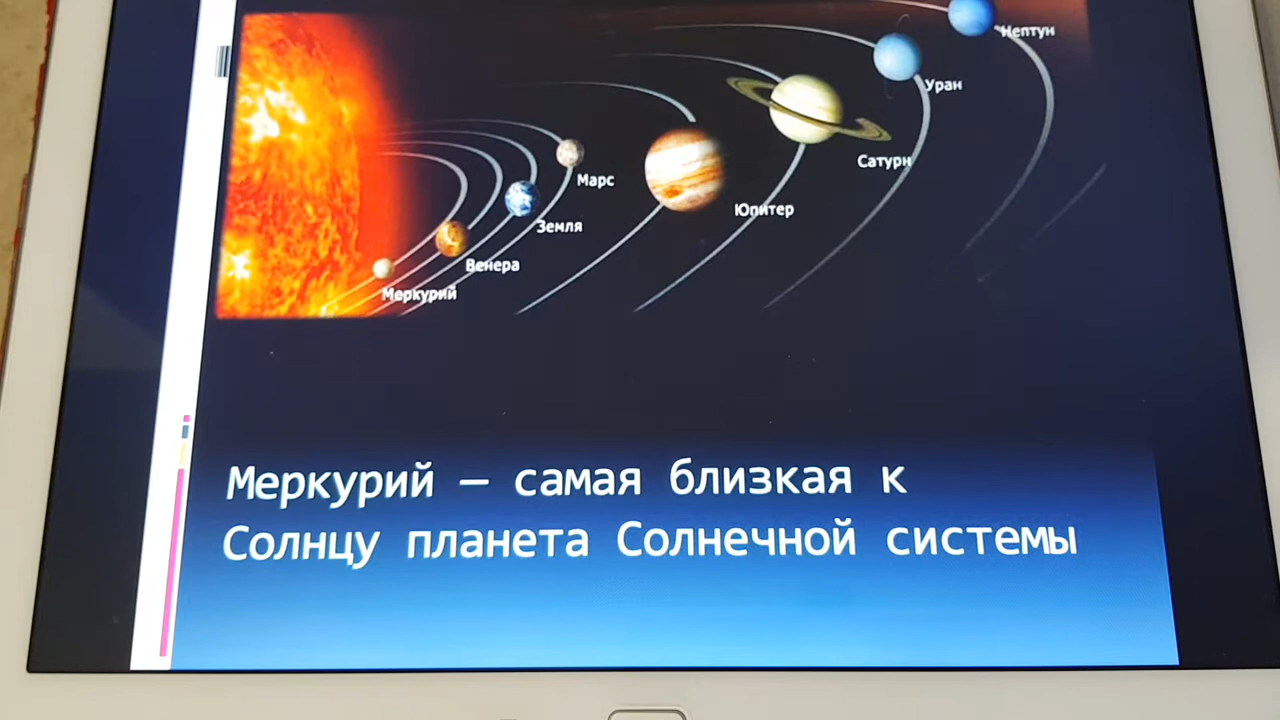 Нептун
Уран
Сатурн
Марс
Юпитер
Земля
Венера
Меркурий
Меркурий – самая близкая к
Солнцу планета Солнечной системы